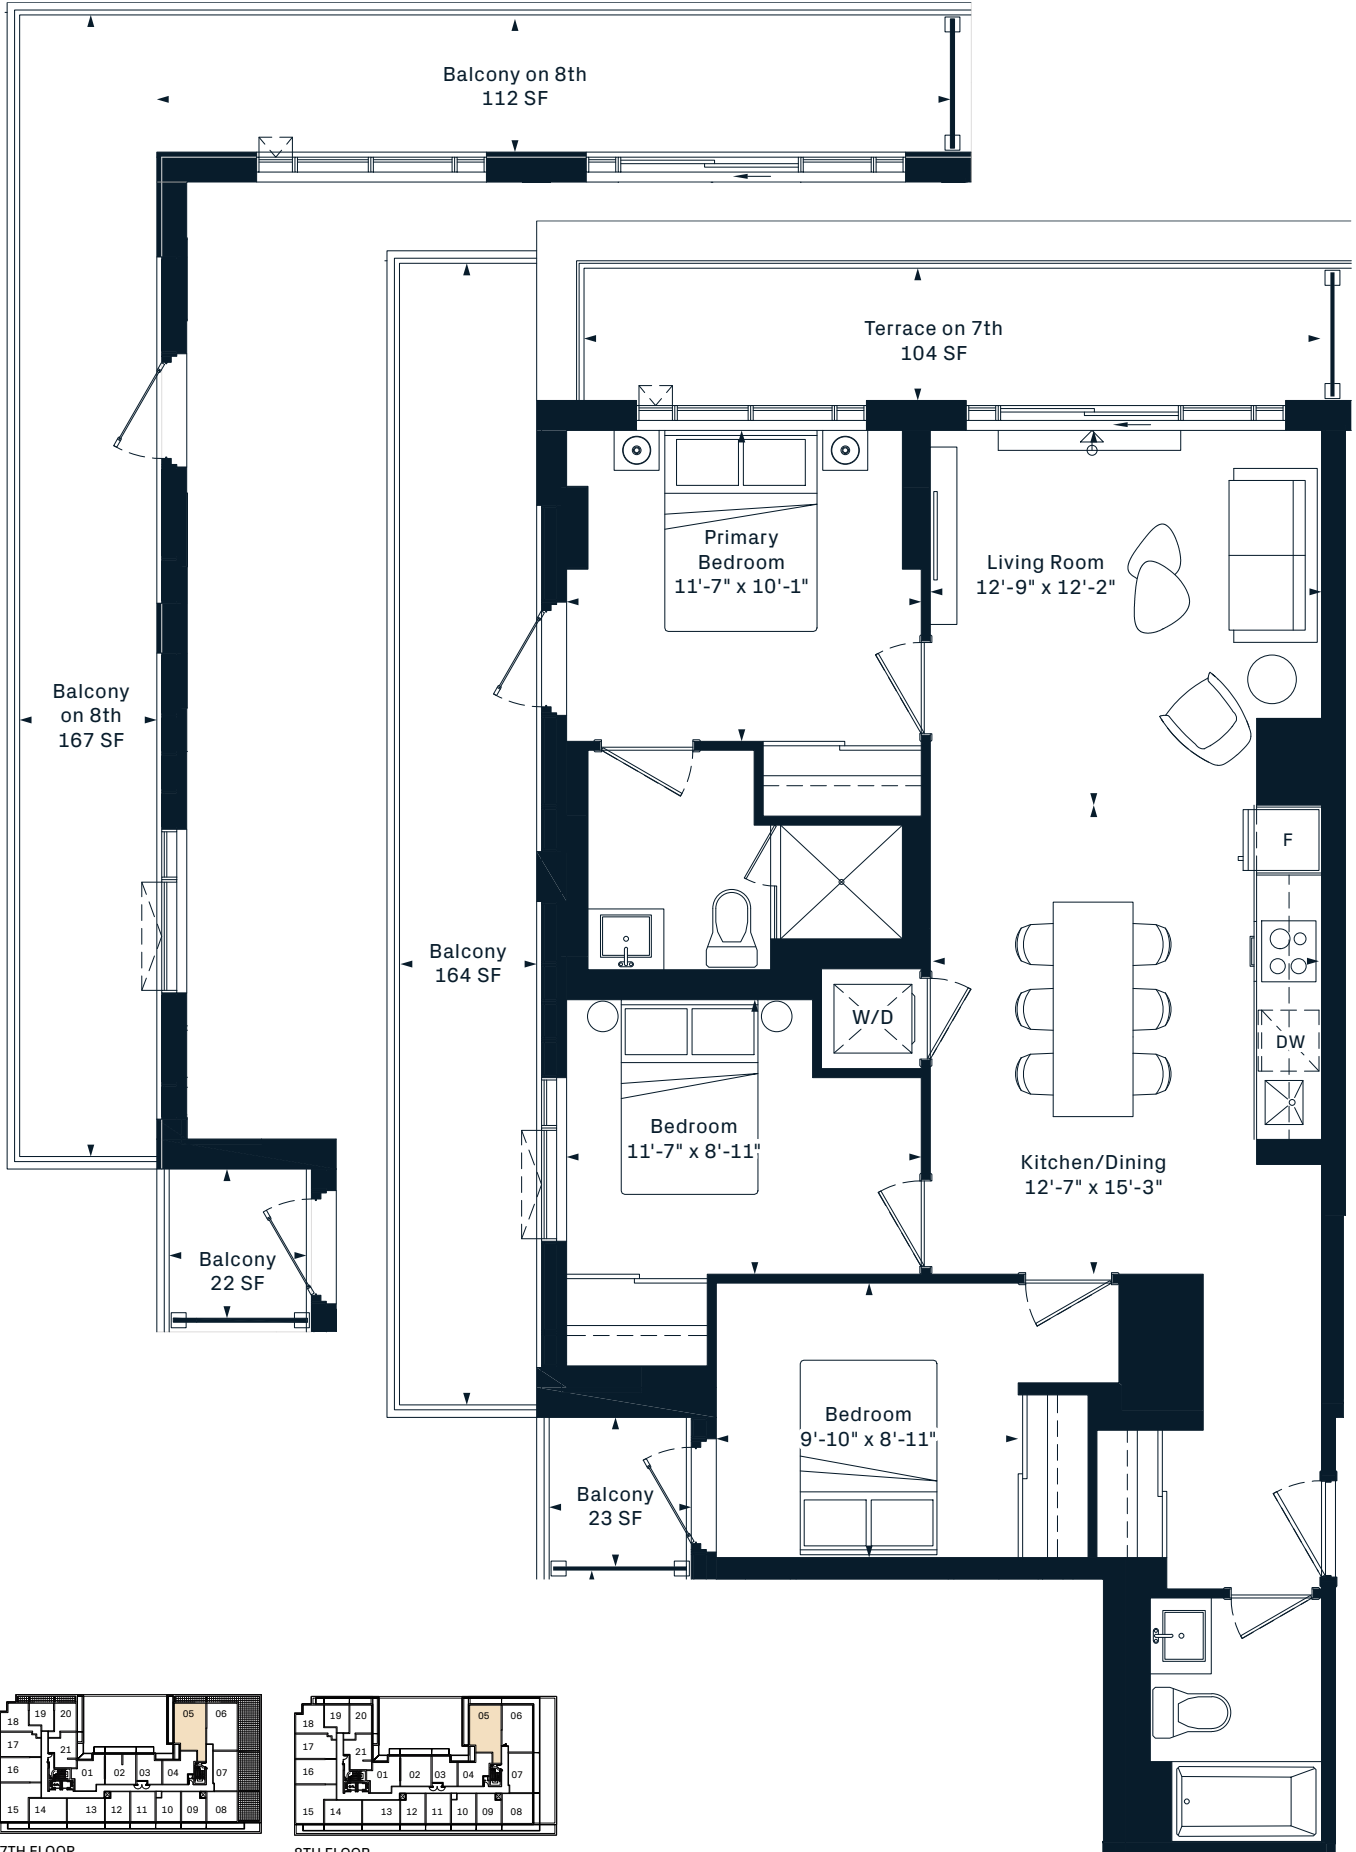 Balcony on 8th
112 SF
Terrace on 7th
104 SF
Primary
Bedroom
11'-7" x 10'-1"
Living Room
12'-9" x 12'-2"
Balcony
on 8th
167 SF
F
Balcony
164 SF
W/D
DW
Bedroom
11'-7" x 8'-11"
Kitchen/Dining
12'-7" x 15'-3"
Balcony
22 SF
Bedroom
9'-10" x 8'-11"
Balcony
23 SF
18 19 20 05 06
17 21
16 01 02 03 04 07
15 14 13 12 11 10 09 08
7TH FLOOR
18 19 20 05 06
17 21
16 01 02 03 04 07
15 14 13 12 11 10 09 08
8TH FLOOR